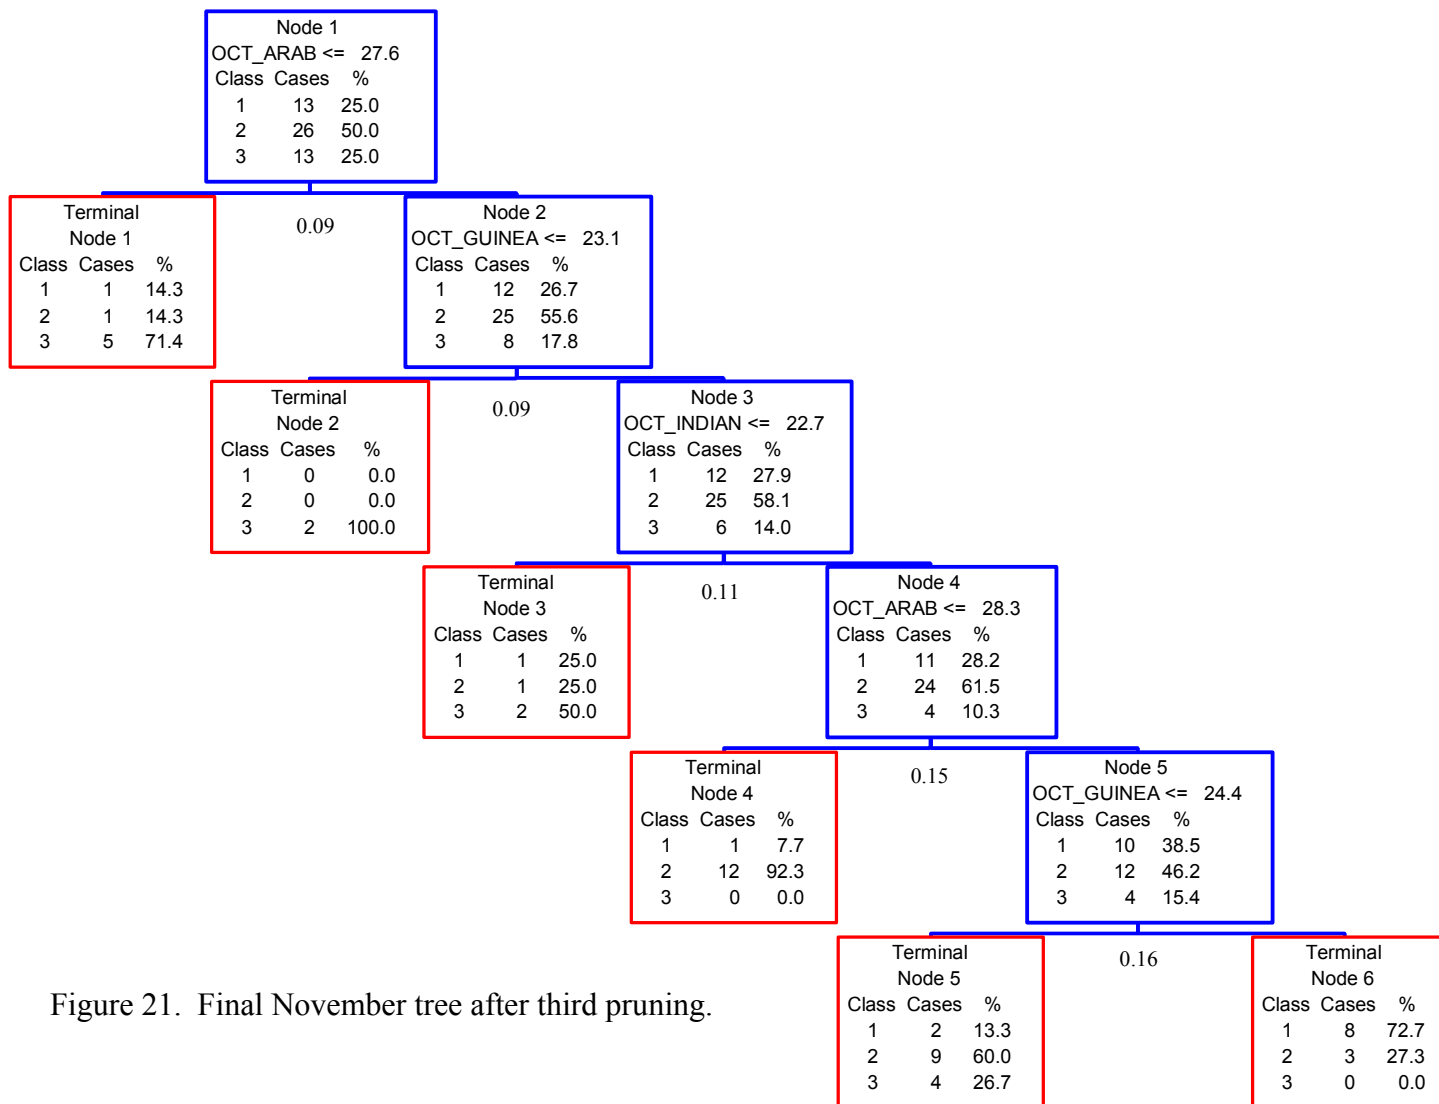 Node 1
OCT_ARAB <= 27.6
Class Cases %
1 13 25.0
2 26 50.0
3 13 25.0
Terminal
Node 1
Class Cases %
1 1 14.3
2 1 14.3
3 5 71.4
0.09
Node 2
OCT_GUINEA <= 23.1
Class Cases %
1 12 26.7
2 25 55.6
3 8 17.8
Terminal
Node 2
Class Cases %
1 0 0.0
2 0 0.0
3 2 100.0
0.09
Node 3
OCT_INDIAN <= 22.7
Class Cases %
1 12 27.9
2 25 58.1
3 6 14.0
Terminal
Node 3
Class Cases %
1 1 25.0
2 1 25.0
3 2 50.0
0.11
Node 4
OCT_ARAB <= 28.3
Class Cases %
1 11 28.2
2 24 61.5
3 4 10.3
Terminal
Node 4
Class Cases %
1 1 7.7
2 12 92.3
3 0 0.0
0.15
Node 5
OCT_GUINEA <= 24.4
Class Cases %
1 10 38.5
2 12 46.2
3 4 15.4
Terminal
Node 5
Class Cases %
1 2 13.3
2 9 60.0
3 4 26.7
0.16
Terminal
Node 6
Class Cases %
1 8 72.7
2 3 27.3
3 0 0.0
Figure 21. Final November tree after third pruning.